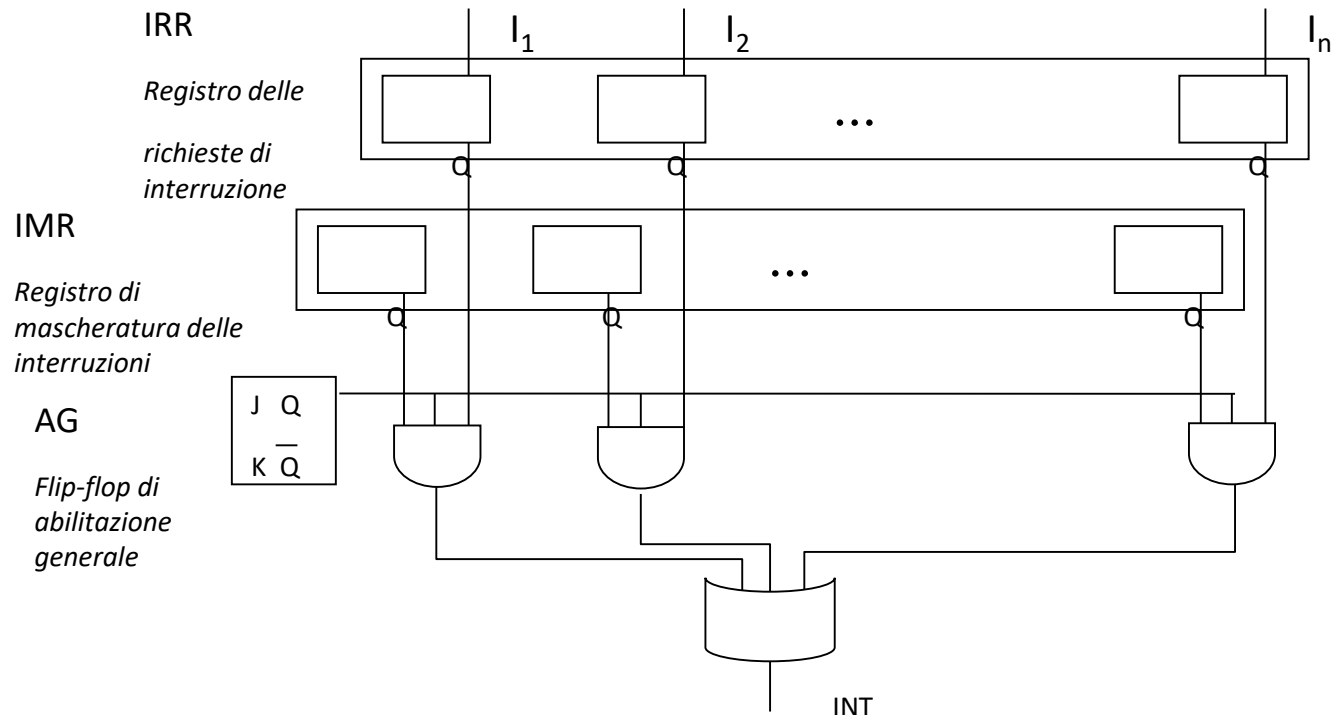 IRR
I1 I2 In
Registro delle
richieste di
interruzione
...
Q Q Q
IMR
Registro di
mascheratura delle
interruzioni
...
Q Q Q
AG
Flip-flop di
abilitazione
generale
J Q
K Q̅
INT